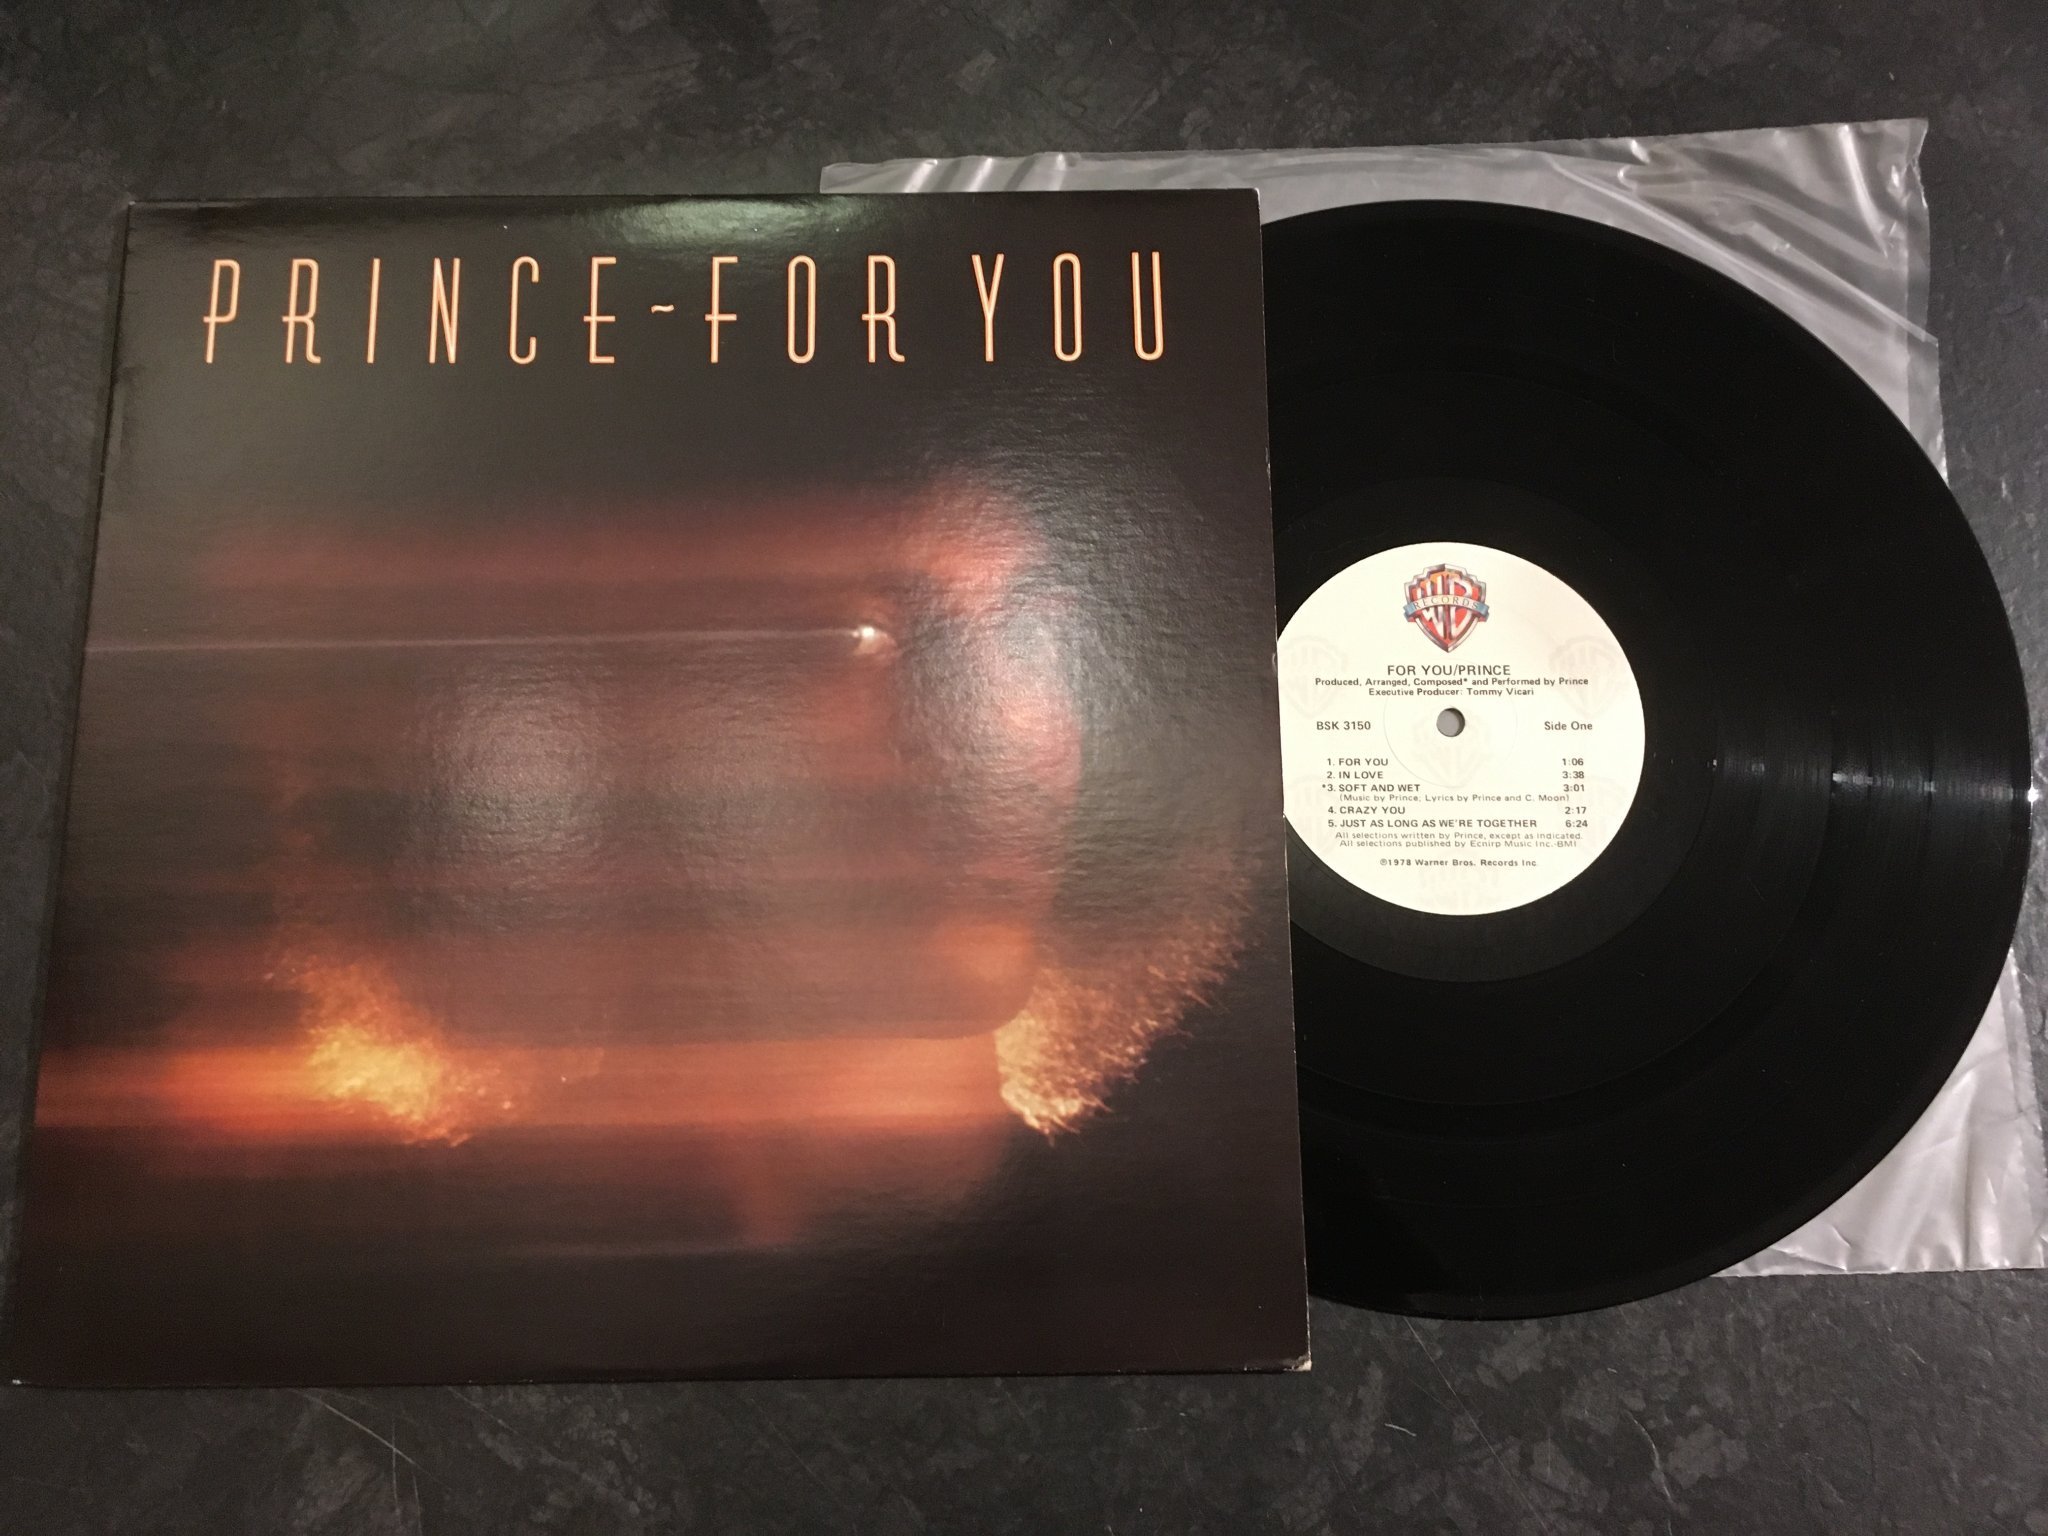 PRINCE~FOR YOU
WB
RECORDS
FOR YOU/PRINCE
Produced, Arranged, Composed* and Performed by Prince
Executive Producer: Tommy Vicari
BSK 3150 Side One
1. FOR YOU 1:06
2. IN LOVE 3:38
*3. SOFT AND WET 3:01
(Music by Prince; Lyrics by Prince and C. Moon)
4. CRAZY YOU 2:17
5. JUST AS LONG AS WE'RE TOGETHER 6:24
All selections written by Prince, except as indicated.
All selections published by Ecnirp Music Inc.-BMI
℗1978 Warner Bros. Records Inc.